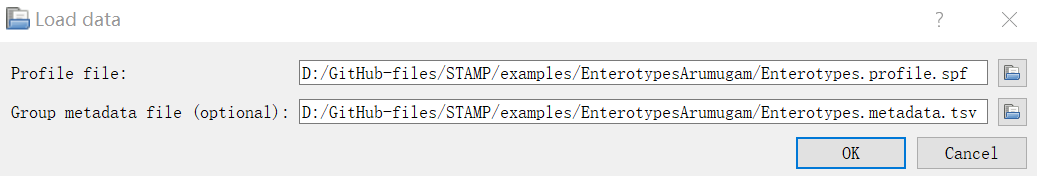 Load data
Profile file: D:/GitHub-files/STAMP/examples/EnterotypesArumugam/Enterotypes.profile.spf
Group metadata file (optional): D:/GitHub-files/STAMP/examples/EnterotypesArumugam/Enterotypes.metadata.tsv
OK Cancel